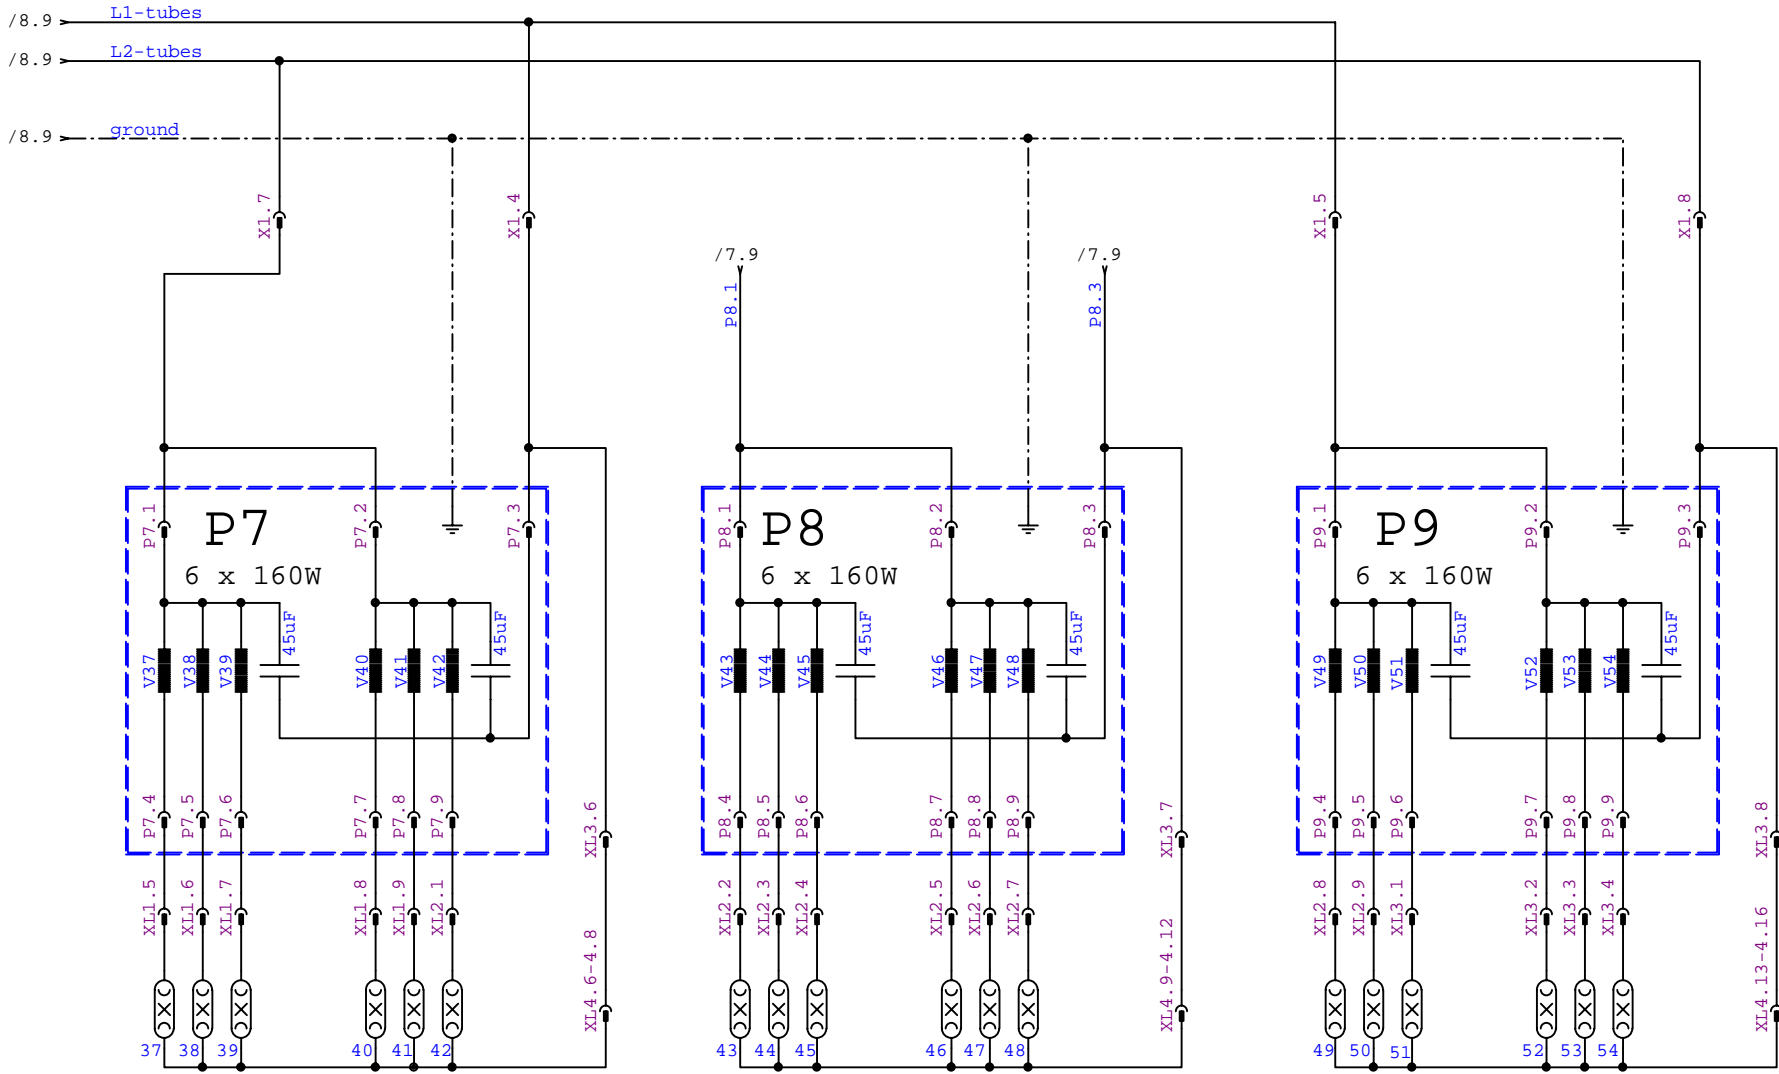 /8.9 L1-tubes
/8.9 L2-tubes
/8.9 ground
X1.7 X1.4 X1.5 X1.8
/7.9 /7.9
P8.1 P8.3
P7.1 P7 P7.2 P7.3 P8.1 P8 P8.2 P8.3 P9.1 P9 P9.2 P9.3
6 x 160W 6 x 160W 6 x 160W
45uF 45uF 45uF 45uF 45uF 45uF
V37 V38 V39 V40 V41 V42 V43 V44 V45 V46 V47 V48 V49 V50 V51 V52 V53 V54
P7.4 P7.5 P7.6 P7.7 P7.8 P7.9 XL3.6 P8.4 P8.5 P8.6 P8.7 P8.8 P8.9 XL3.7 P9.4 P9.5 P9.6 P9.7 P9.8 P9.9 XL3.8
XL1.5 XL1.6 XL1.7 XL1.8 XL1.9 XL2.1 XL2.2 XL2.3 XL2.4 XL2.5 XL2.6 XL2.7 XL2.8 XL2.9 XL3.1 XL3.2 XL3.3 XL3.4
XL4.6-4.8 XL4.9-4.12 XL4.13-4.16
37 38 39 40 41 42 43 44 45 46 47 48 49 50 51 52 53 54